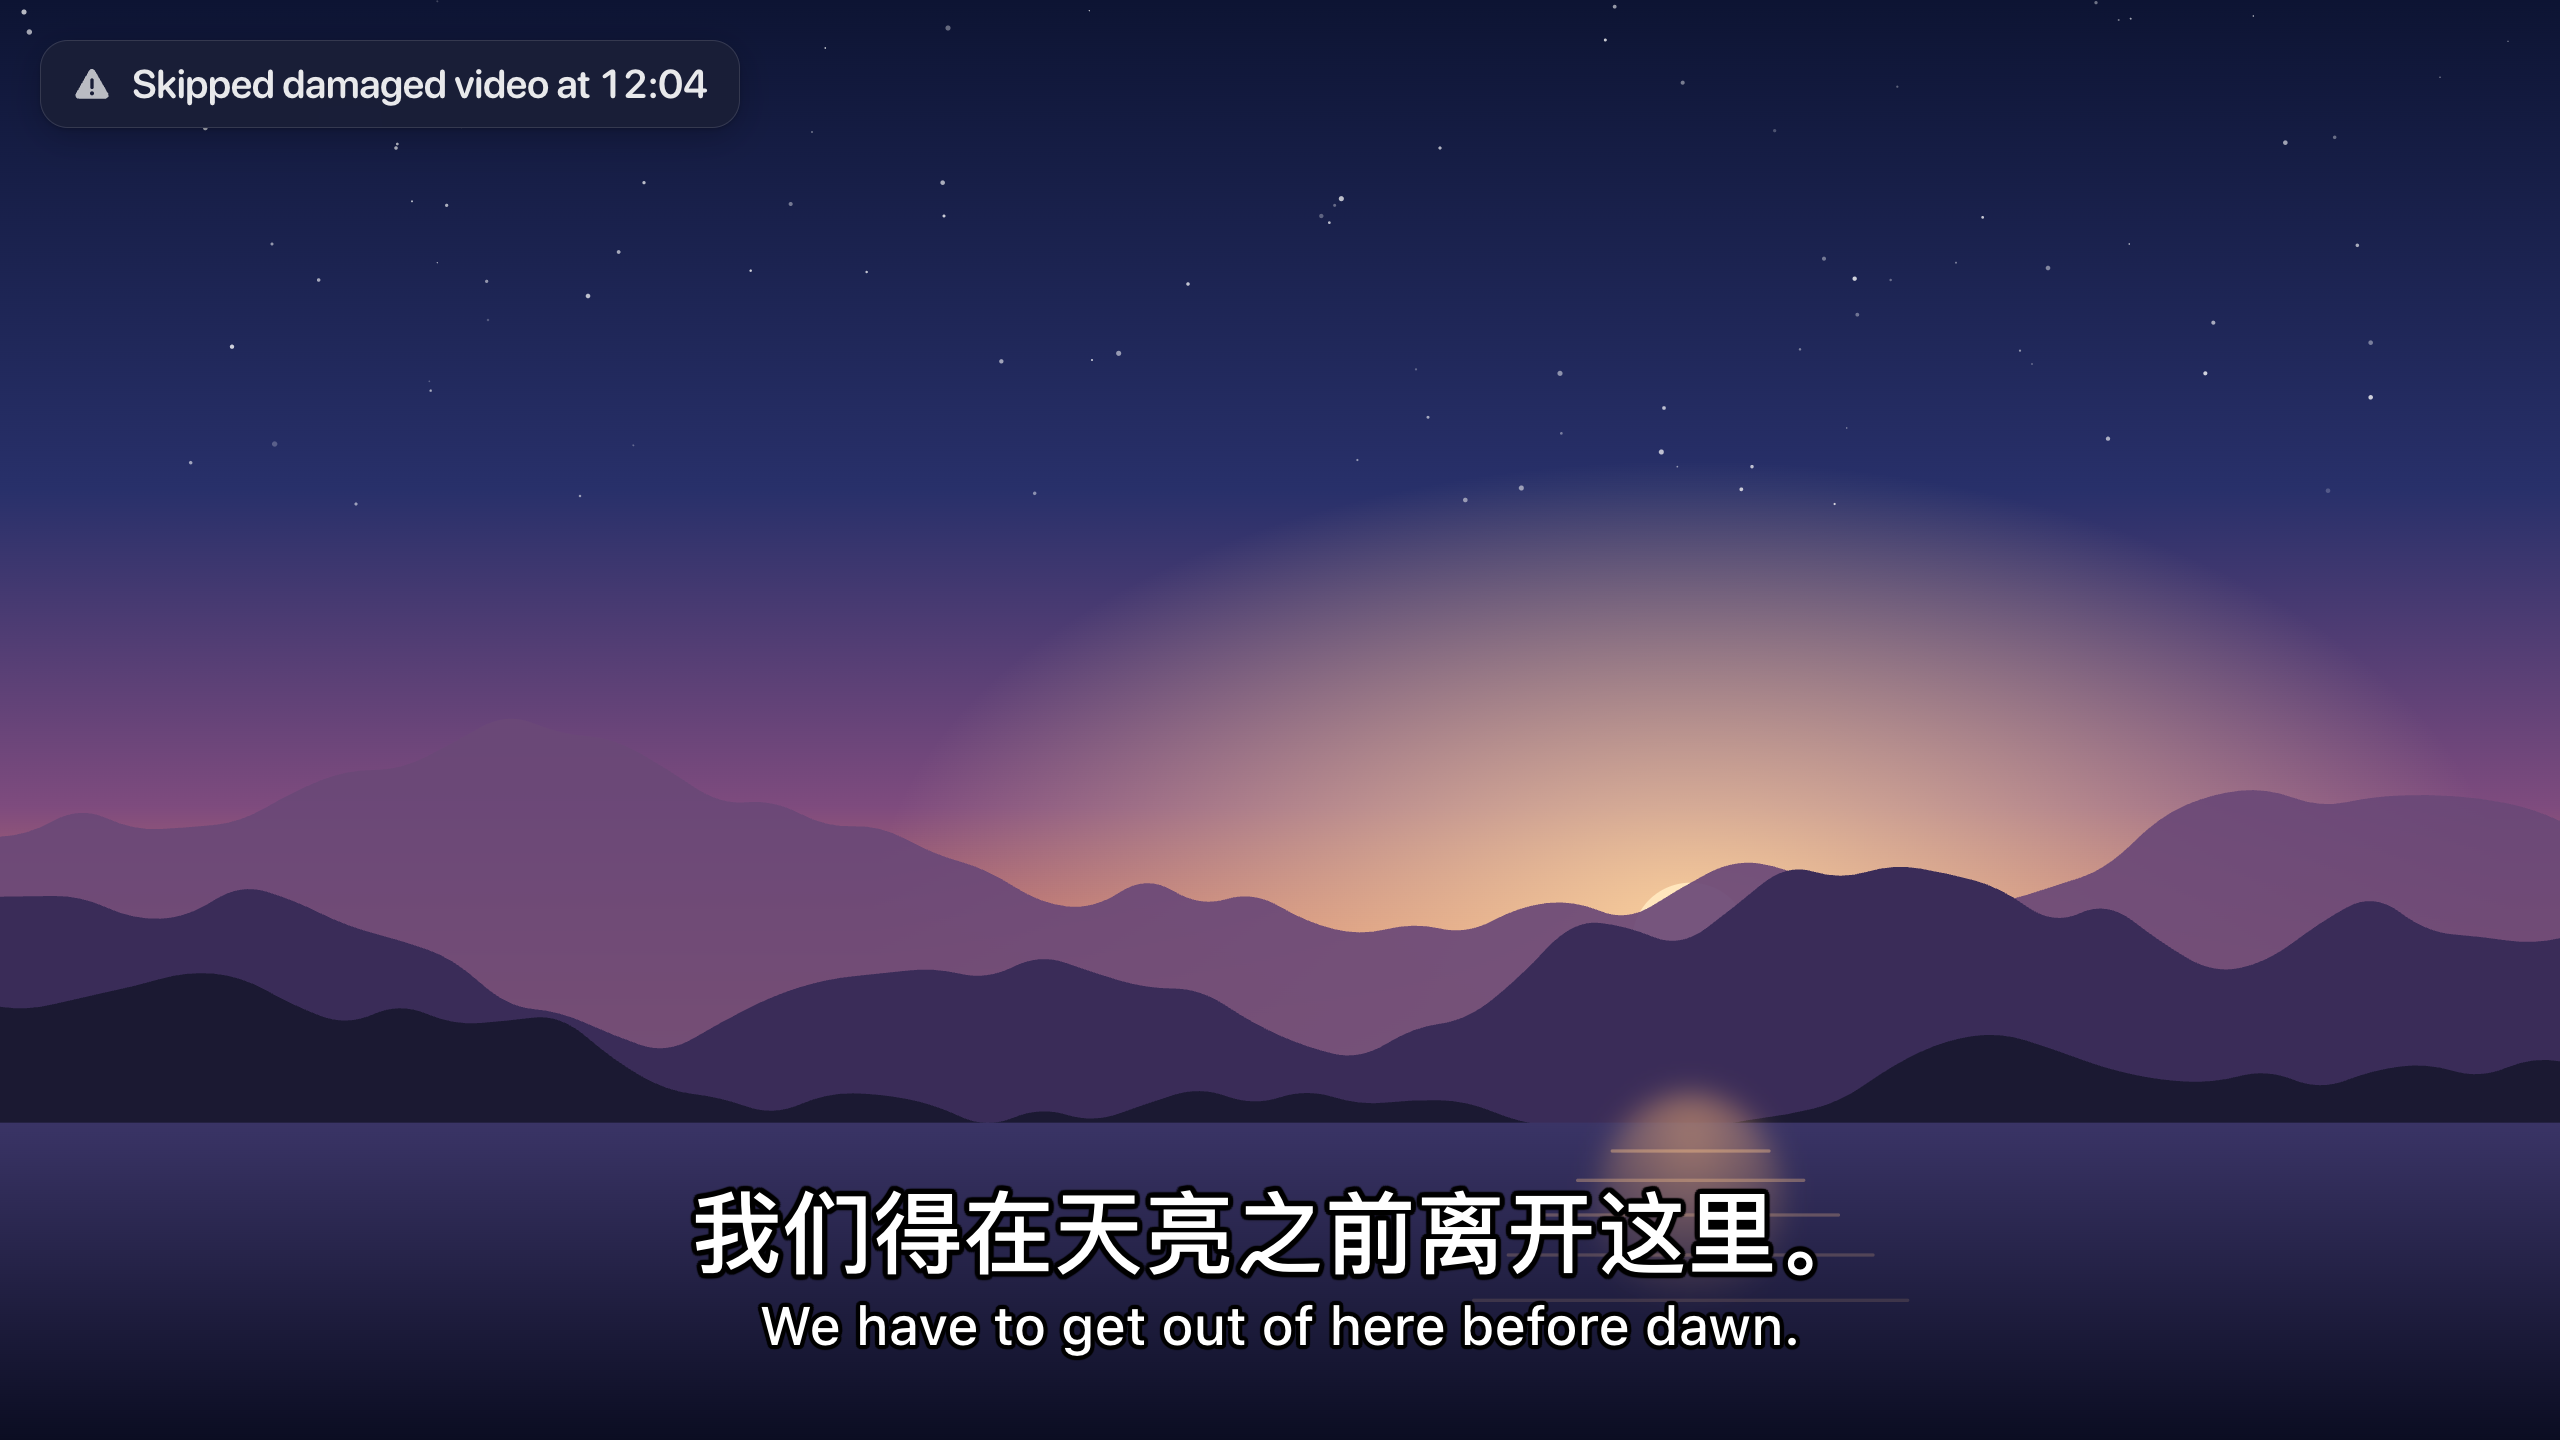 Skipped damaged video at 12:04
我们得在天亮之前离开这里。
We have to get out of here before dawn.